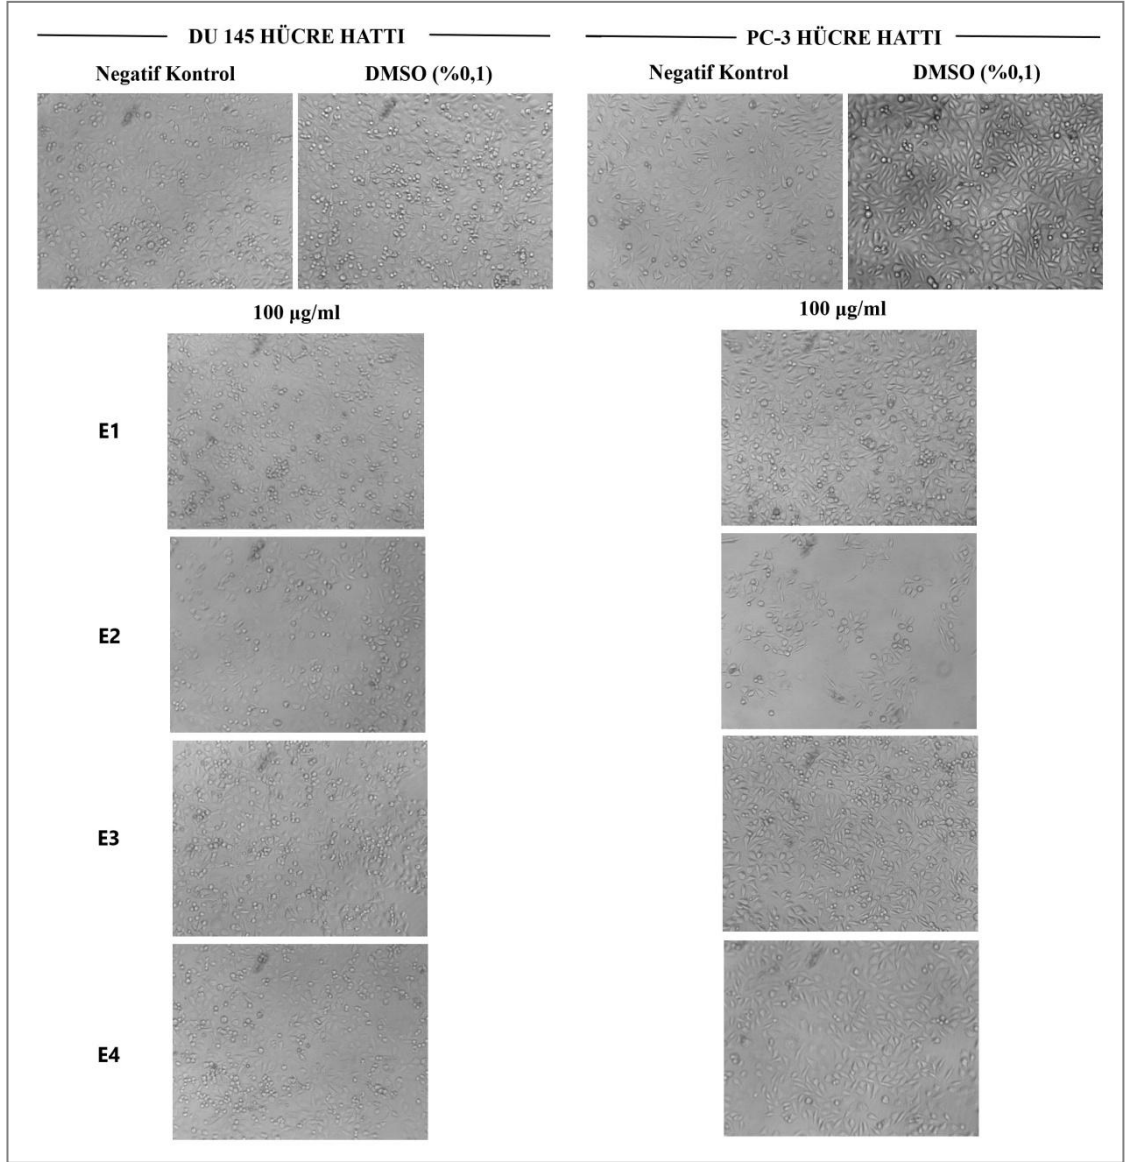 DU 145 HÜCRE HATTI
PC-3 HÜCRE HATTI
Negatif Kontrol
DMSO (%0,1)
Negatif Kontrol
DMSO (%0,1)
100 µg/ml
100 µg/ml
E1
E2
E3
E4